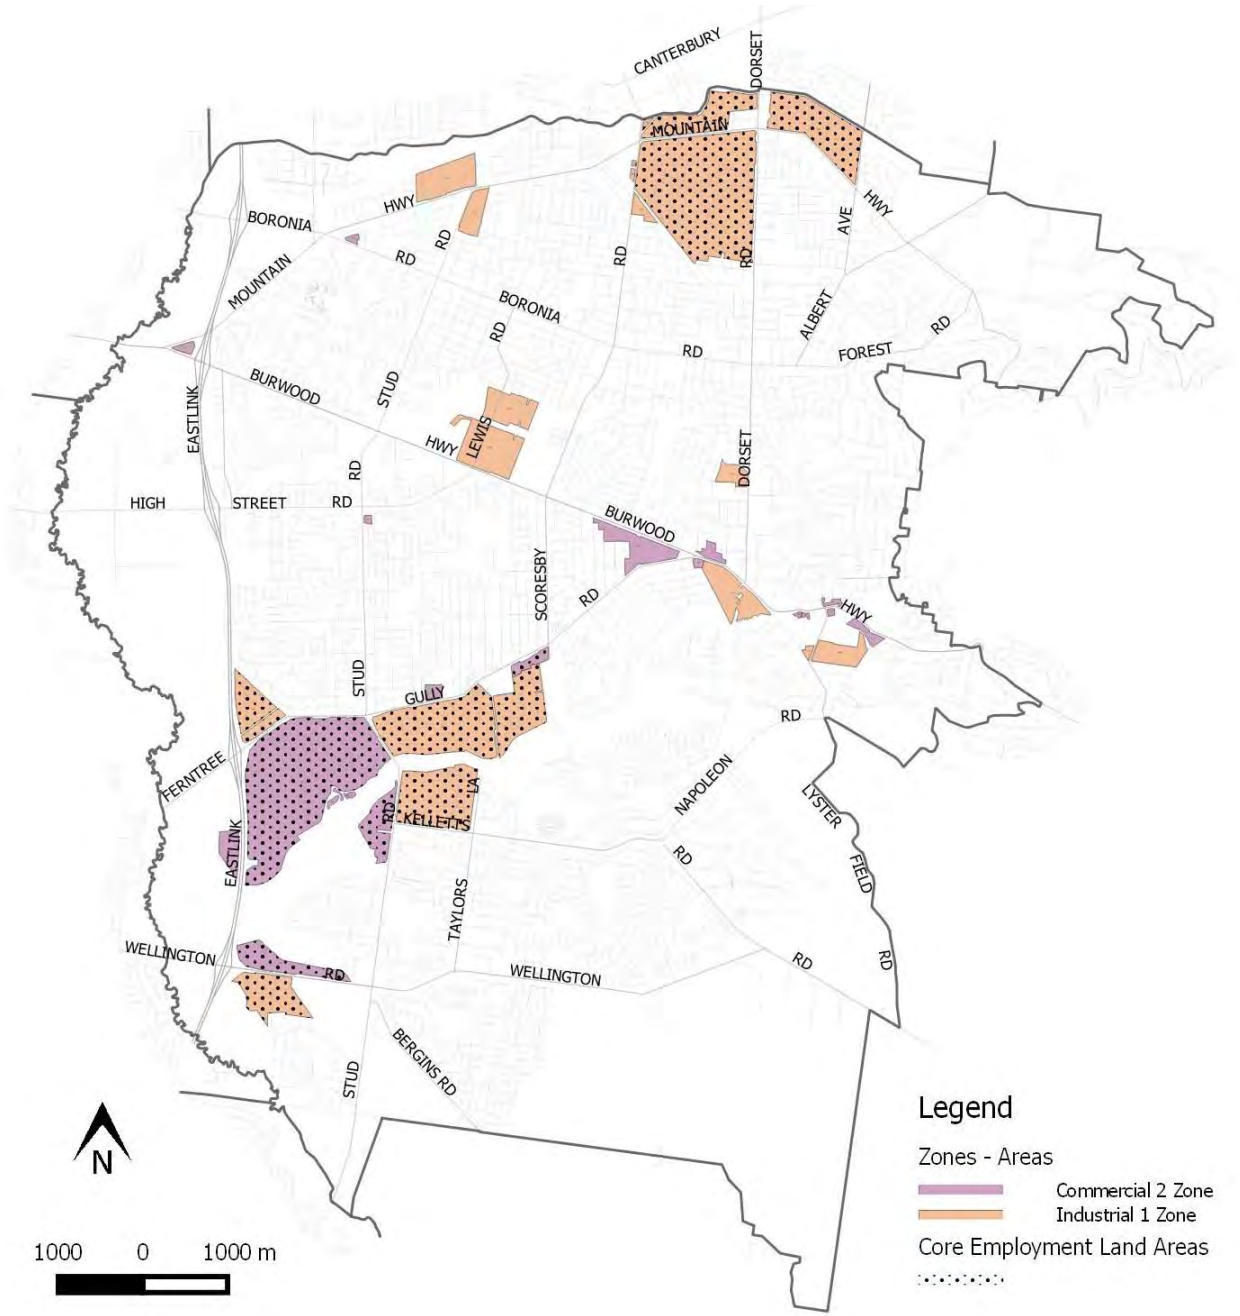 CANTERBURY
DORSET
MOUNTAIN
HWY
HWY
BORONIA
RD
RD
RD
RD
AVE
MOUNTAIN
BORONIA
RD
ALBERT
RD
RD
FOREST
BURWOOD
STUD
EASTLINK
LEWIS
HWY
DORSET
RD
HIGH
STREET
RD
BURWOOD
SCORESBY
RD
HWY
STUD
GULLY
RD
FERNTREE
NAPOLEON
LA
RD
KELLETTS
LYSTER
EASTLINK
RD
FIELD
TAYLORS
WELLINGTON
RD
WELLINGTON
RD
RD
BERGINS RD
STUD
N
1000 0 1000 m
Legend
Zones - Areas
Commercial 2 Zone
Industrial 1 Zone
Core Employment Land Areas